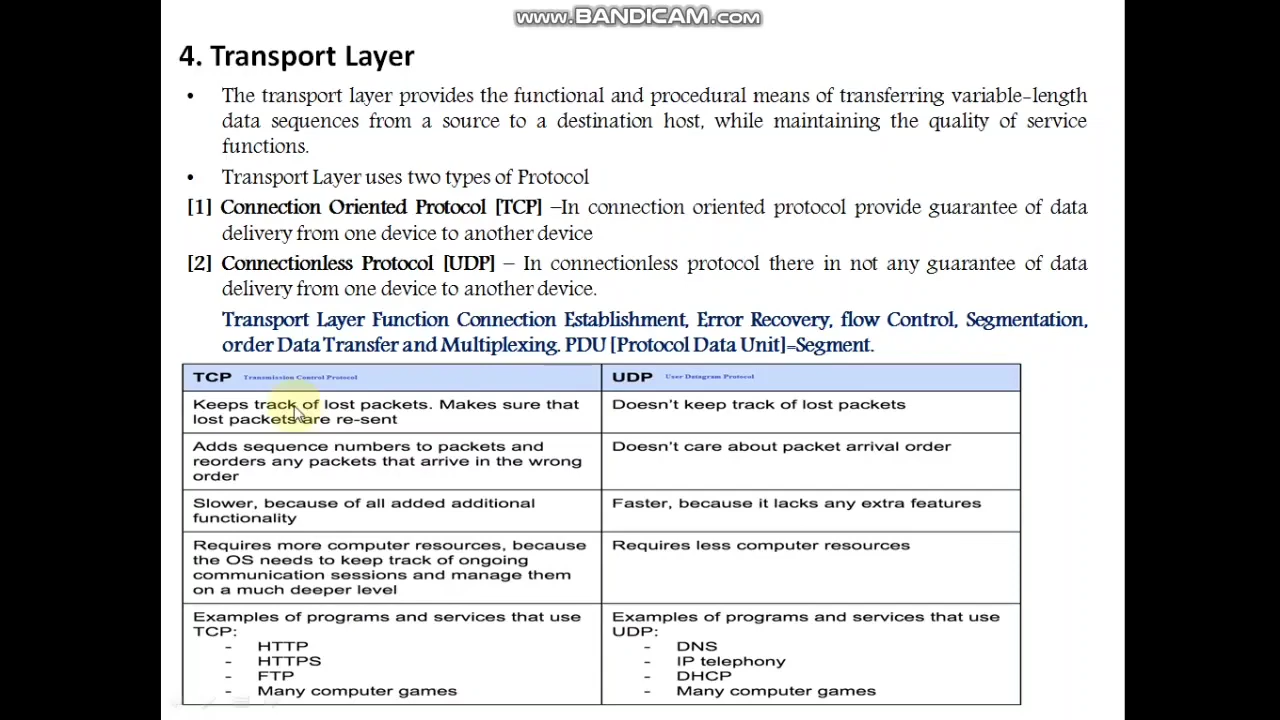 www.BANDICAM.com
4. Transport Layer
• The transport layer provides the functional and procedural means of transferring variable-length
data sequences from a source to a destination host, while maintaining the quality of service
functions.
• Transport Layer uses two types of Protocol
[1] Connection Oriented Protocol [TCP] –In connection oriented protocol provide guarantee of data
delivery from one device to another device
[2] Connectionless Protocol [UDP] – In connectionless protocol there in not any guarantee of data
delivery from one device to another device.
Transport Layer Function Connection Establishment, Error Recovery, flow Control, Segmentation,
order Data Transfer and Multiplexing. PDU [Protocol Data Unit]=Segment.
TCP Transmission Control Protocol
UDP User Datagram Protocol
Keeps track of lost packets. Makes sure that
lost packets are re-sent
Doesn't keep track of lost packets
Adds sequence numbers to packets and
reorders any packets that arrive in the wrong
order
Doesn't care about packet arrival order
Slower, because of all added additional
functionality
Faster, because it lacks any extra features
Requires more computer resources, because
the OS needs to keep track of ongoing
communication sessions and manage them
on a much deeper level
Requires less computer resources
Examples of programs and services that use
TCP:
- HTTP
- HTTPS
- FTP
- Many computer games
Examples of programs and services that use
UDP:
- DNS
- IP telephony
- DHCP
- Many computer games